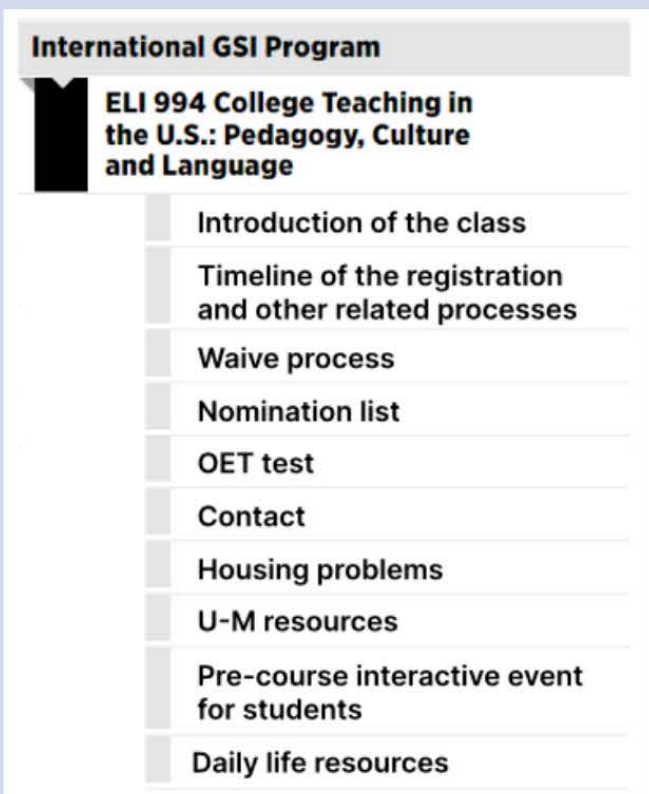 International GSI Program
ELI 994 College Teaching in
the U.S.: Pedagogy, Culture
and Language
Introduction of the class
Timeline of the registration
and other related processes
Waive process
Nomination list
OET test
Contact
Housing problems
U-M resources
Pre-course interactive event
for students
Daily life resources